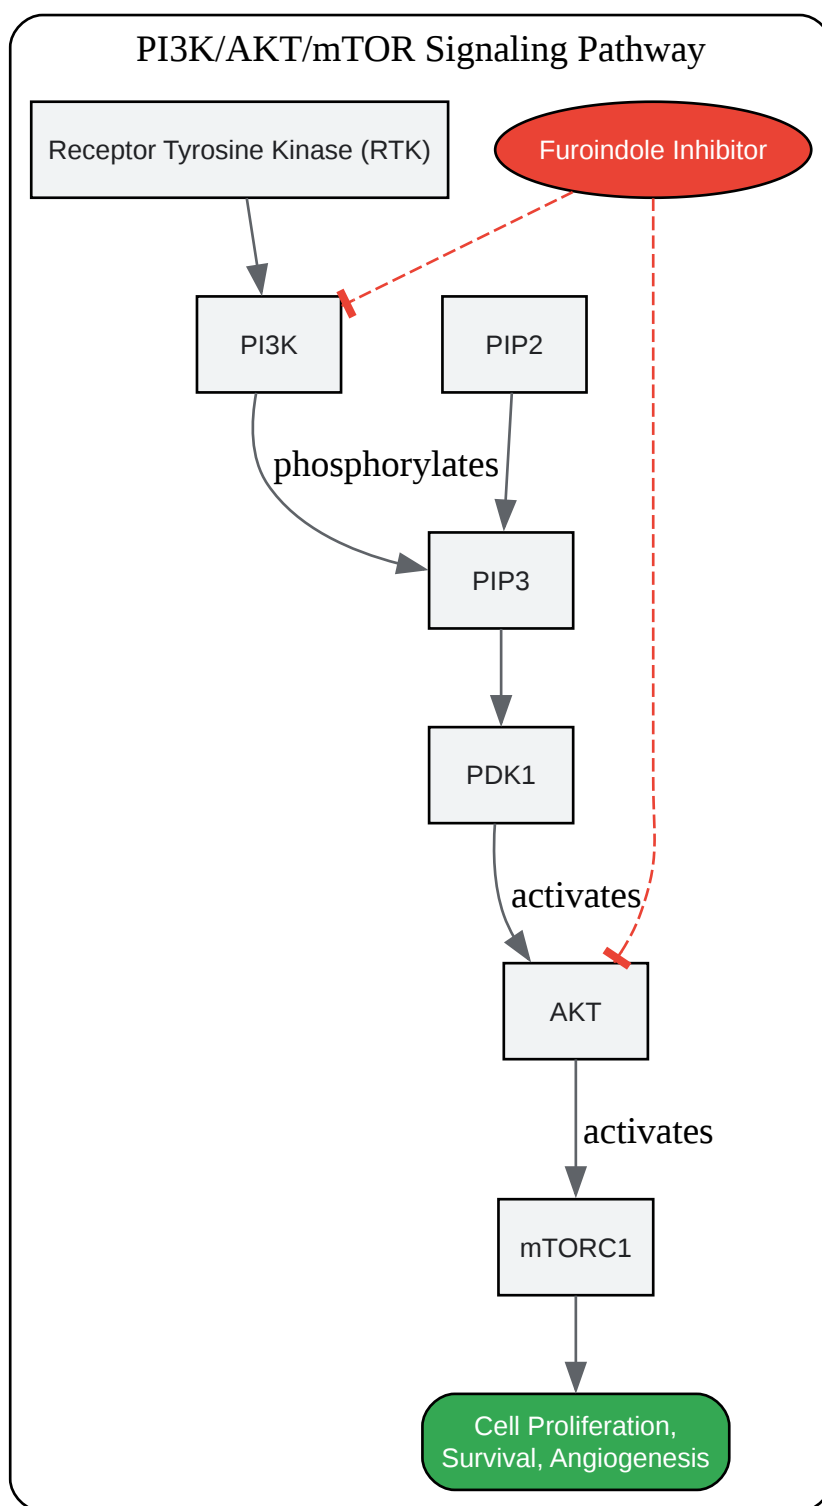 PI3K/AKT/mTOR Signaling Pathway
Receptor Tyrosine Kinase (RTK)
Furoindole Inhibitor
PI3K
PIP2
phosphorylates
PIP3
PDK1
activates
AKT
activates
mTORC1
Cell Proliferation,
Survival, Angiogenesis